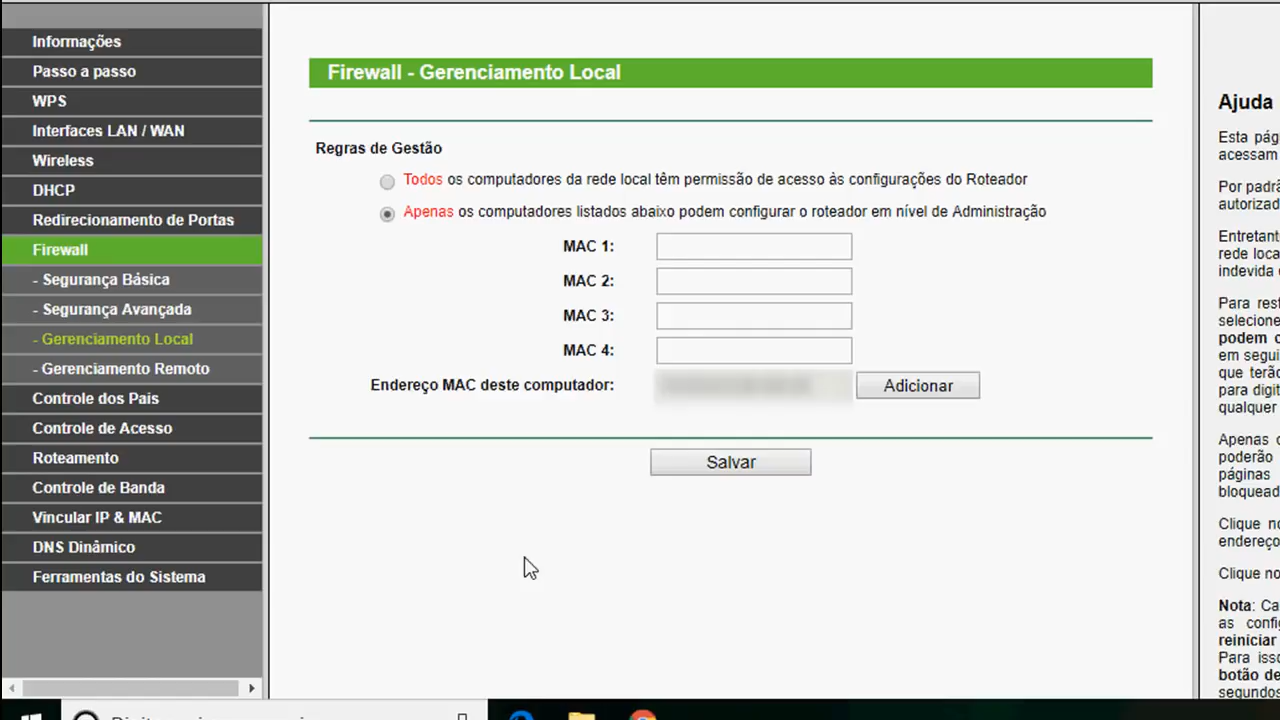 Informações
Passo a passo
WPS
Interfaces LAN / WAN
Wireless
DHCP
Redirecionamento de Portas
Firewall
- Segurança Básica
- Segurança Avançada
- Gerenciamento Local
- Gerenciamento Remoto
Controle dos Pais
Controle de Acesso
Roteamento
Controle de Banda
Vincular IP & MAC
DNS Dinâmico
Ferramentas do Sistema
Firewall - Gerenciamento Local
Regras de Gestão
Todos os computadores da rede local têm permissão de acesso às configurações do Roteador
Apenas os computadores listados abaixo podem configurar o roteador em nível de Administração
MAC 1:
MAC 2:
MAC 3:
MAC 4:
Endereço MAC deste computador:
Adicionar
Salvar
Ajuda
Esta pág
acessam
Por padrã
autorizad
Entretant
rede loca
indevida
Para rest
selecione
podem c
em segui
que terão
para digit
qualquer
Apenas
poderão
páginas
bloquead
Clique no
endereço
Clique no
Nota: Ca
as config
reiniciar
Para isso
botão de
segundos